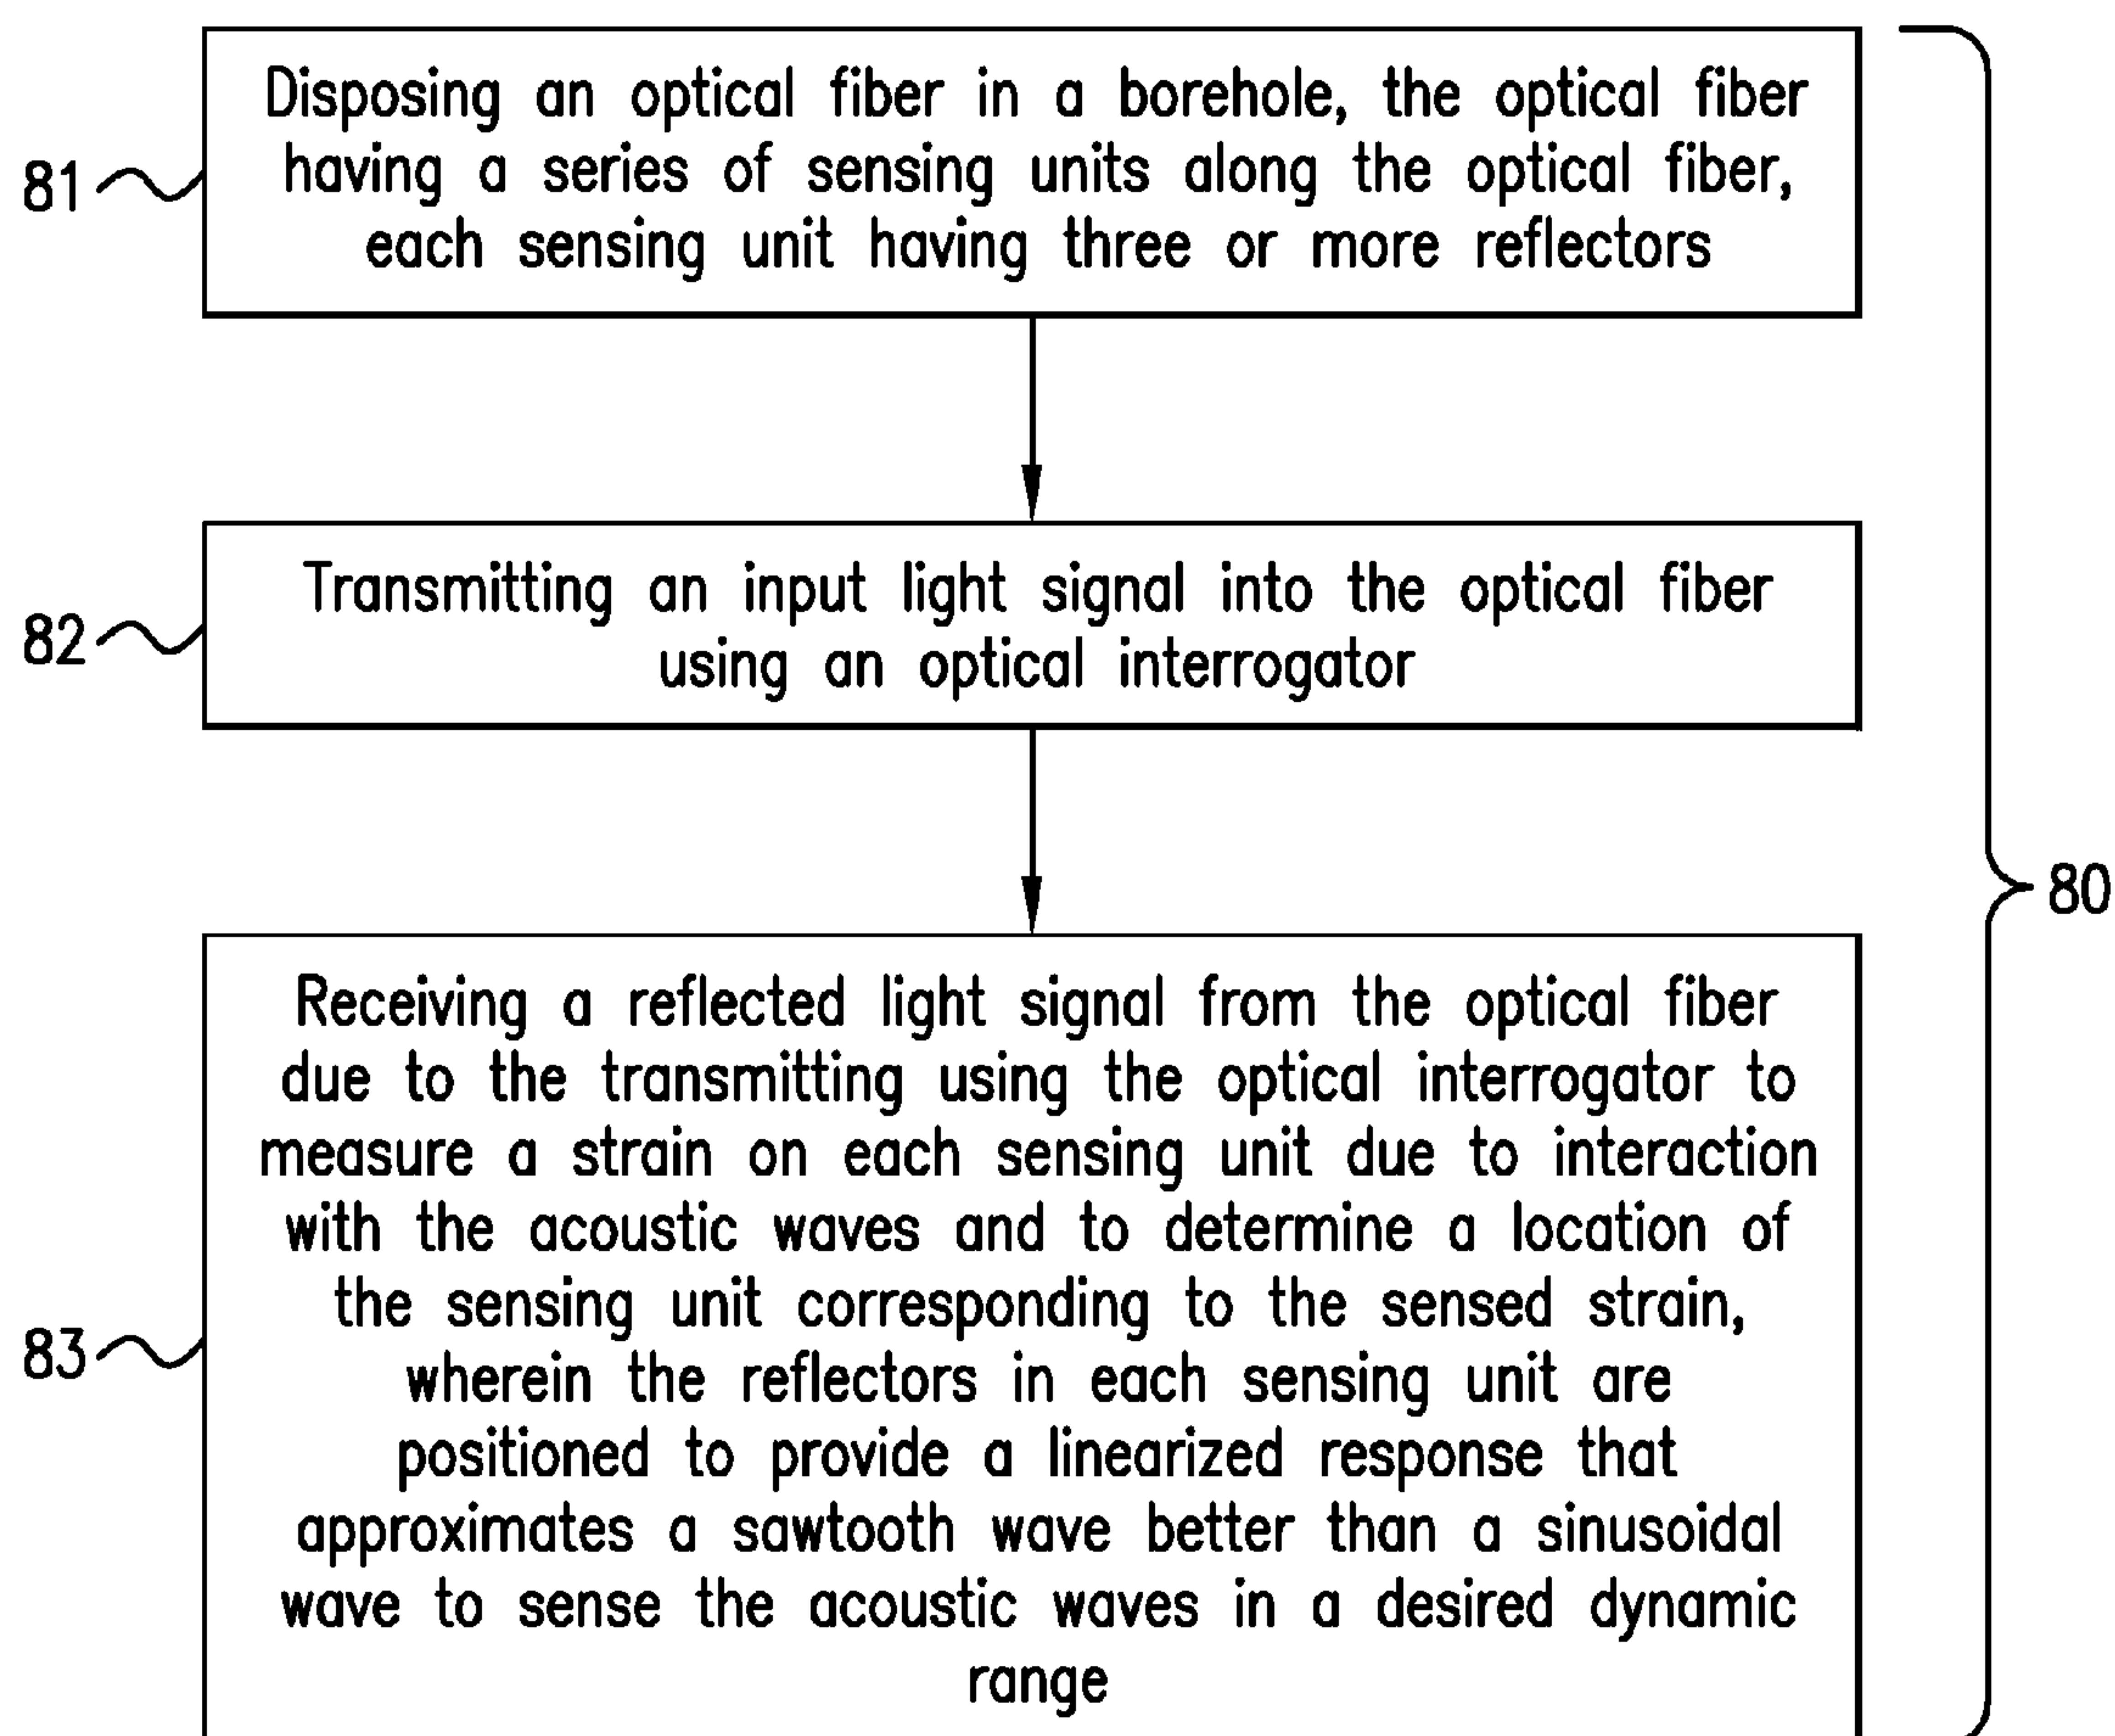 Disposing an optical fiber in a borehole, the optical fiber
having a series of sensing units along the optical fiber,
each sensing unit having three or more reflectors
81
Transmitting an input light signal into the optical fiber
using an optical interrogator
82
80
Receiving a reflected light signal from the optical fiber
due to the transmitting using the optical interrogator to
measure a strain on each sensing unit due to interaction
with the acoustic waves and to determine a location of
the sensing unit corresponding to the sensed strain,
wherein the reflectors in each sensing unit are
positioned to provide a linearized response that
approximates a sawtooth wave better than a sinusoidal
wave to sense the acoustic waves in a desired dynamic
range
83